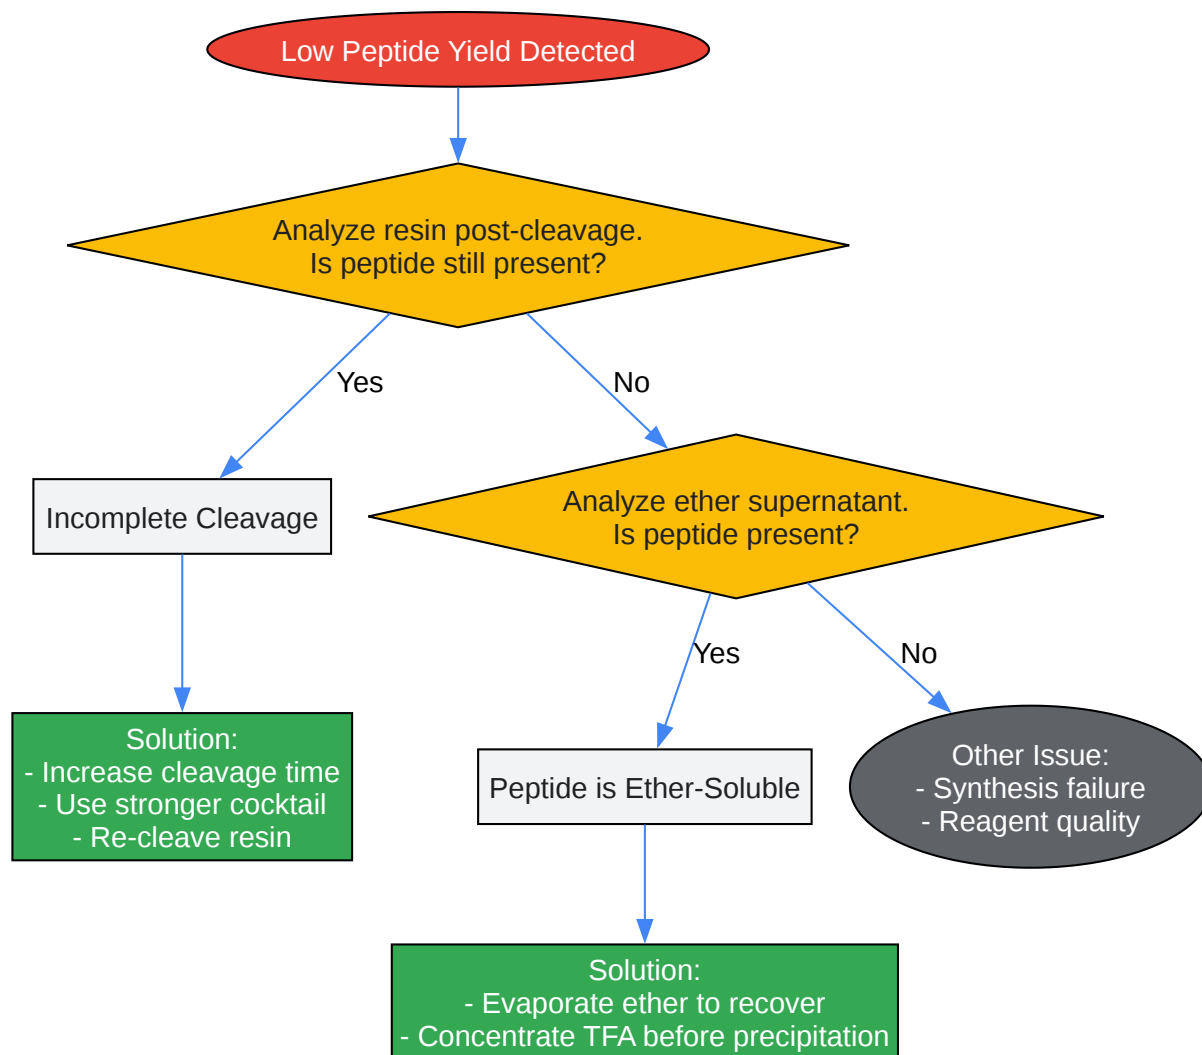 Low Peptide Yield Detected
Analyze resin post-cleavage.
Is peptide still present?
Yes
No
Incomplete Cleavage
Analyze ether supernatant.
Is peptide present?
Yes
No
Solution:
- Increase cleavage time
- Use stronger cocktail
- Re-cleave resin
Peptide is Ether-Soluble
Other Issue:
- Synthesis failure
- Reagent quality
Solution:
- Evaporate ether to recover
- Concentrate TFA before precipitation